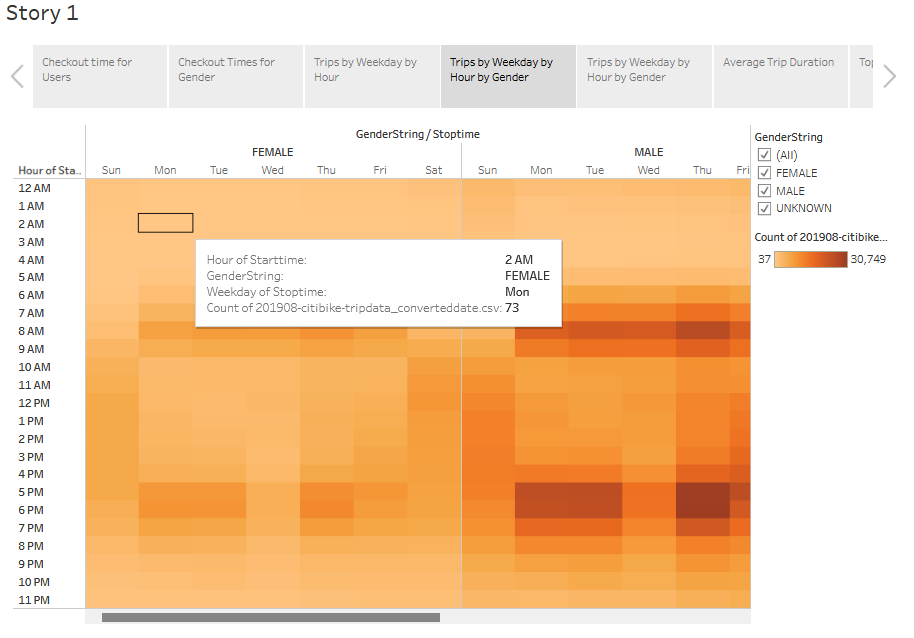 Story 1
Checkout time for Users
Checkout Times for Gender
Trips by Weekday by Hour
Trips by Weekday by Hour by Gender
Trips by Weekday by Hour by Gender
Average Trip Duration
GenderString / Stoptime
FEMALE MALE
Hour of Sta.. Sun Mon Tue Wed Thu Fri Sat Sun Mon Tue Wed Thu Fri
12 AM
1 AM
2 AM
3 AM
4 AM
5 AM
6 AM
7 AM
8 AM
9 AM
10 AM
11 AM
12 PM
1 PM
2 PM
3 PM
4 PM
5 PM
6 PM
7 PM
8 PM
9 PM
10 PM
11 PM
Hour of Starttime: 2 AM
GenderString: FEMALE
Weekday of Stoptime: Mon
Count of 201908-citibike-tripdata_converteddate.csv: 73
GenderString
(All)
FEMALE
MALE
UNKNOWN
Count of 201908-citibike...
37 30,749